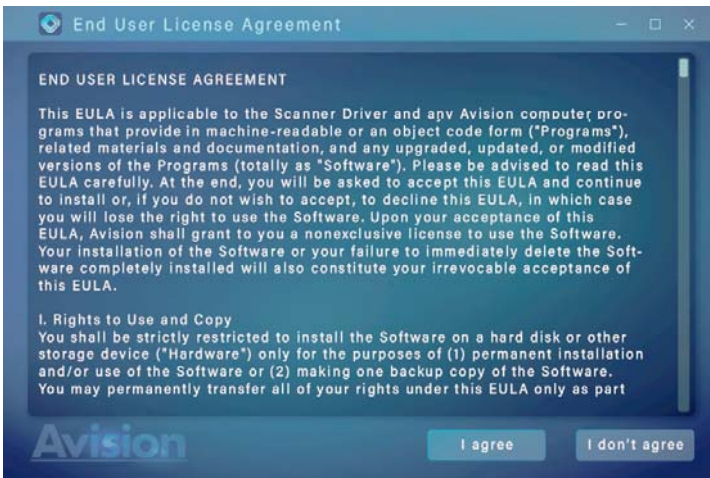 End User License Agreement
END USER LICENSE AGREEMENT
This EULA is applicable to the Scanner Driver and any Avision computer pro-
grams that provide in machine-readable or an object code form ("Programs"),
related materials and documentation, and any upgraded, updated, or modified
versions of the Programs (totally as "Software"). Please be advised to read this
EULA carefully. At the end, you will be asked to accept this EULA and continue
to install or, if you do not wish to accept, to decline this EULA, in which case
you will lose the right to use the Software. Upon your acceptance of this
EULA, Avision shall grant to you a nonexclusive license to use the Software.
Your installation of the Software or your failure to immediately delete the Soft-
ware completely installed will also constitute your irrevocable acceptance of
this EULA.
I. Rights to Use and Copy
You shall be strictly restricted to install the Software on a hard disk or other
storage device ("Hardware") only for the purposes of (1) permanent installation
and/or use of the Software or (2) making one backup copy of the Software.
You may permanently transfer all of your rights under this EULA only as part
Avision
I agree
I don't agree